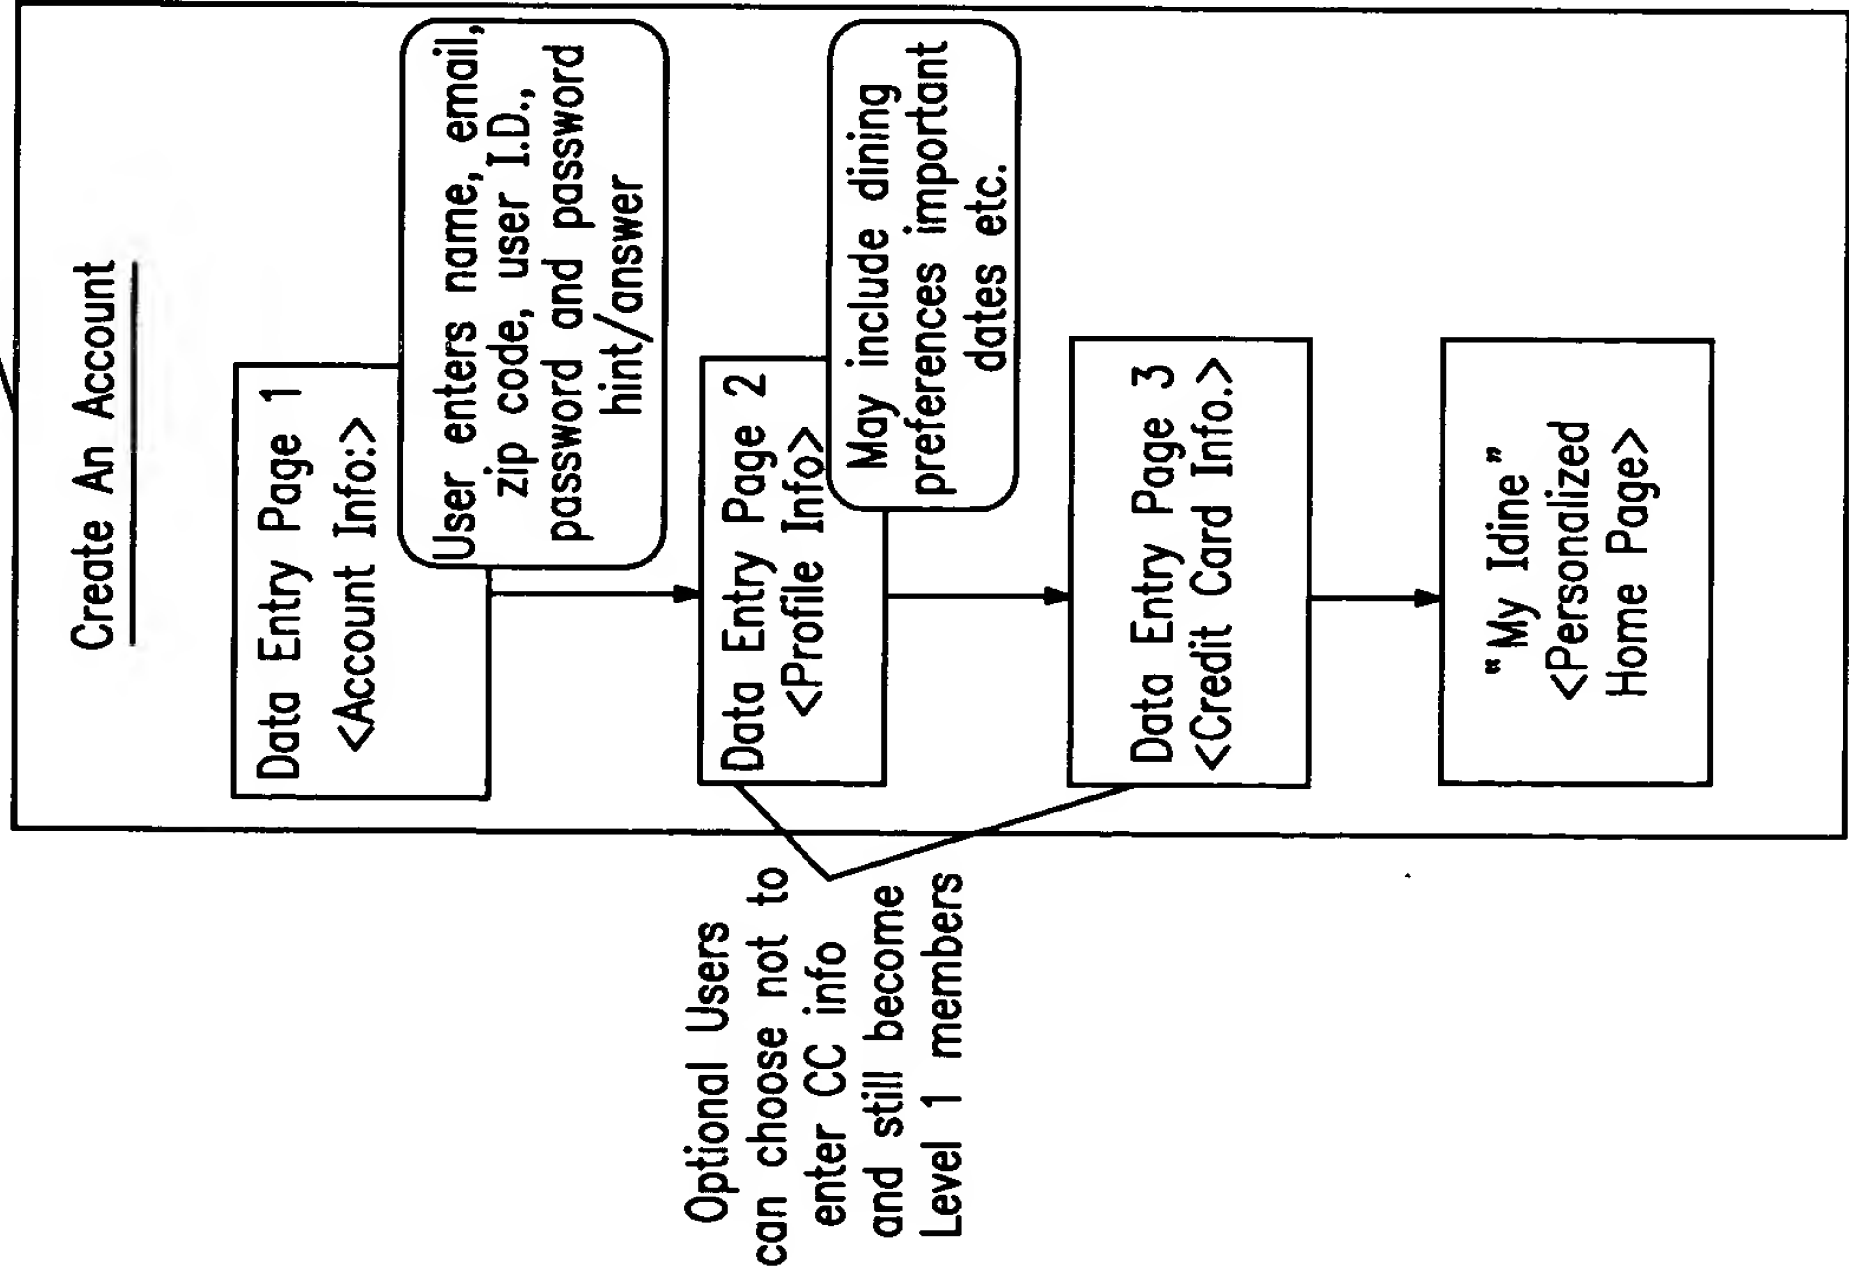 Create An Account
Data Entry Page 1
<Account Info:>
User enters name, email,
zip code, user I.D.,
password and password
hint/answer
Data Entry Page 2
<Profile Info>
May include dining
preferences important
dates etc.
Optional Users
can choose not to
enter CC info
and still become
Level 1 members
Data Entry Page 3
<Credit Card Info.>
“My Idine”
<Personalized
Home Page>